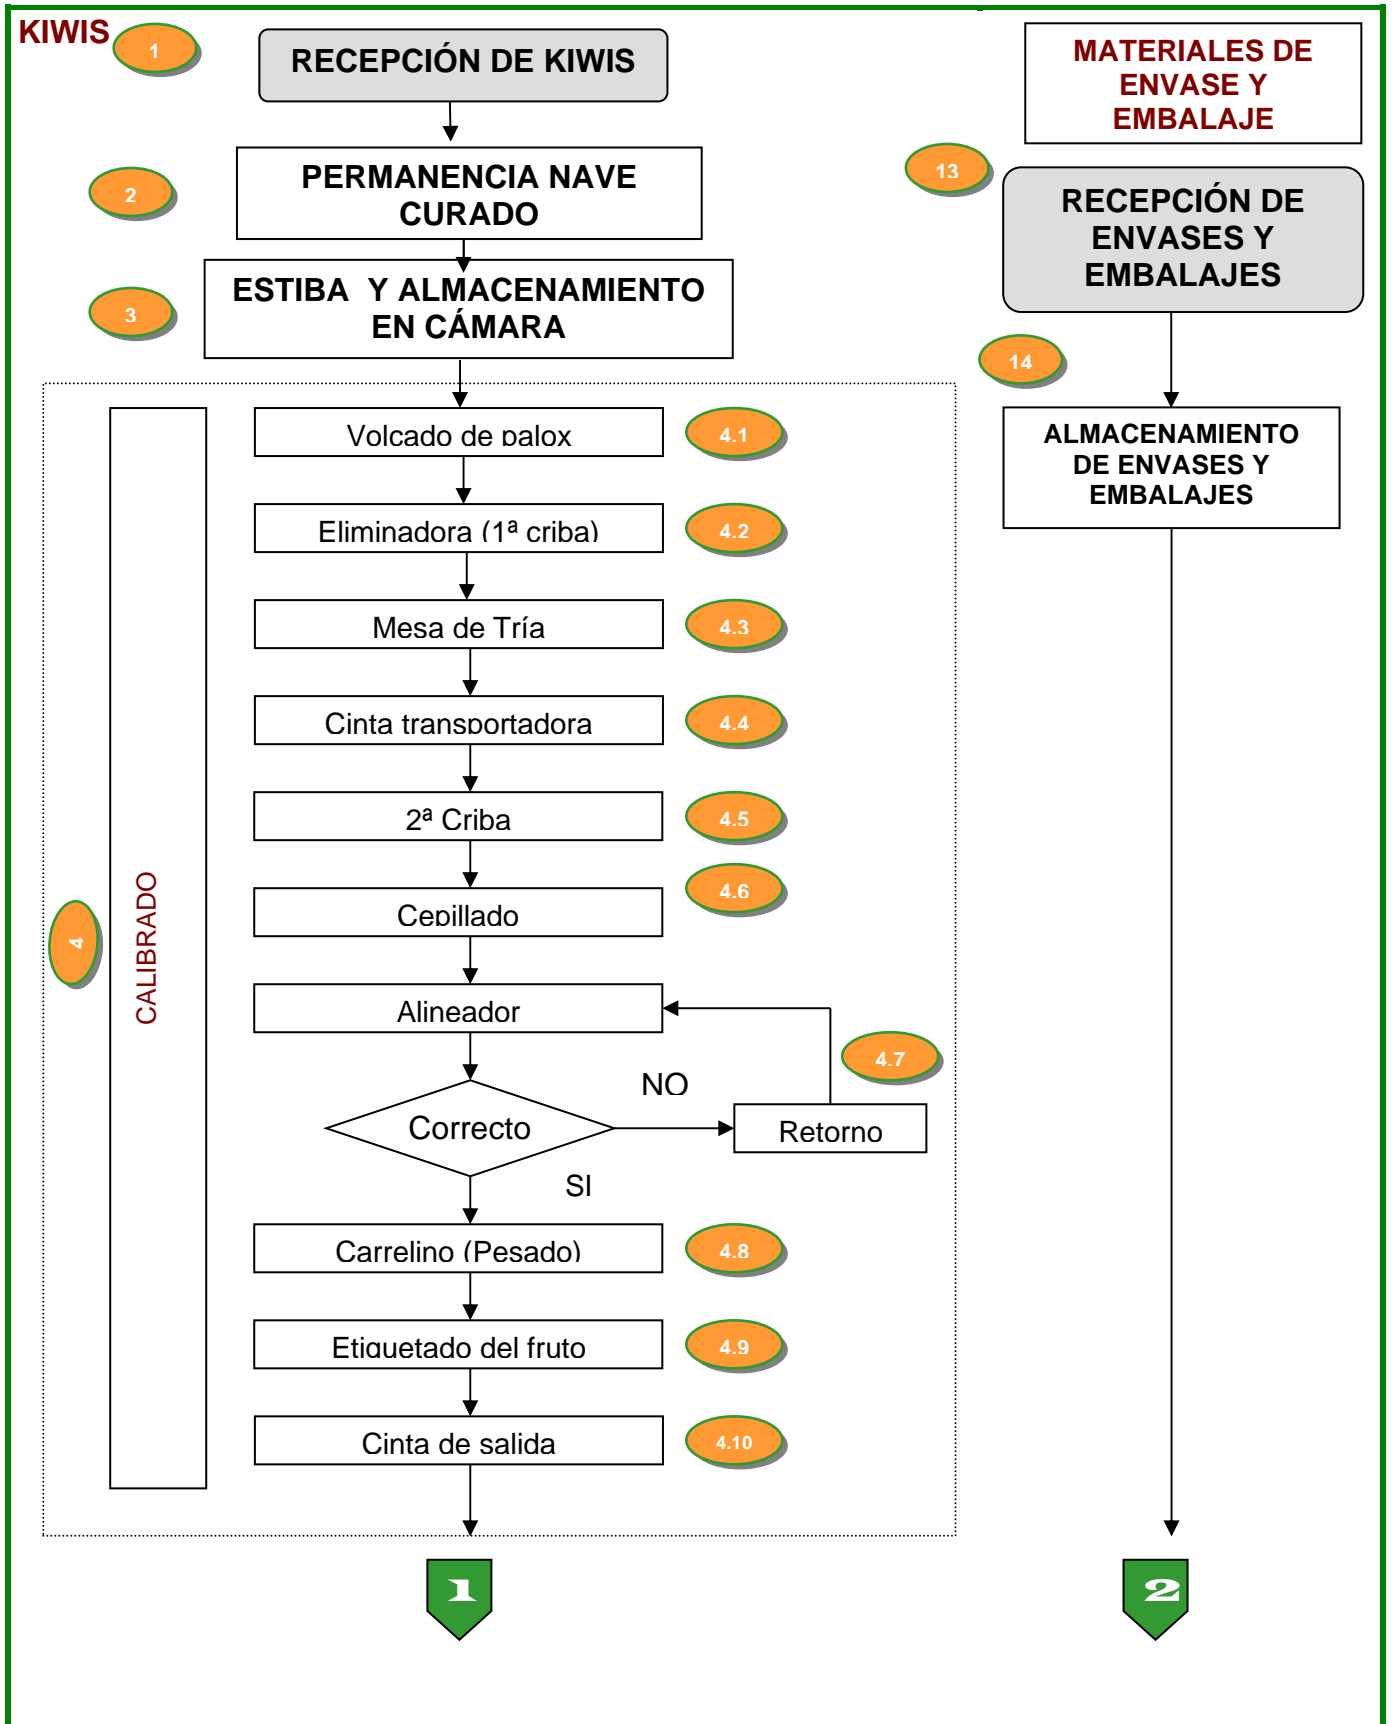 KIWIS
1
RECEPCIÓN DE KIWIS
2
PERMANENCIA NAVE
CURADO
3
ESTIBA Y ALMACENAMIENTO
EN CÁMARA
4
CALIBRADO
Volcado de palox
4.1
Eliminadora (1ª criba)
4.2
Mesa de Tría
4.3
Cinta transportadora
4.4
2ª Criba
4.5
Cepillado
4.6
Alineador
4.7
Correcto
NO
Retorno
SI
Carrelino (Pesado)
4.8
Etiquetado del fruto
4.9
Cinta de salida
4.10
1
MATERIALES DE
ENVASE Y
EMBALAJE
13
RECEPCIÓN DE
ENVASES Y
EMBALAJES
14
ALMACENAMIENTO
DE ENVASES Y
EMBALAJES
2